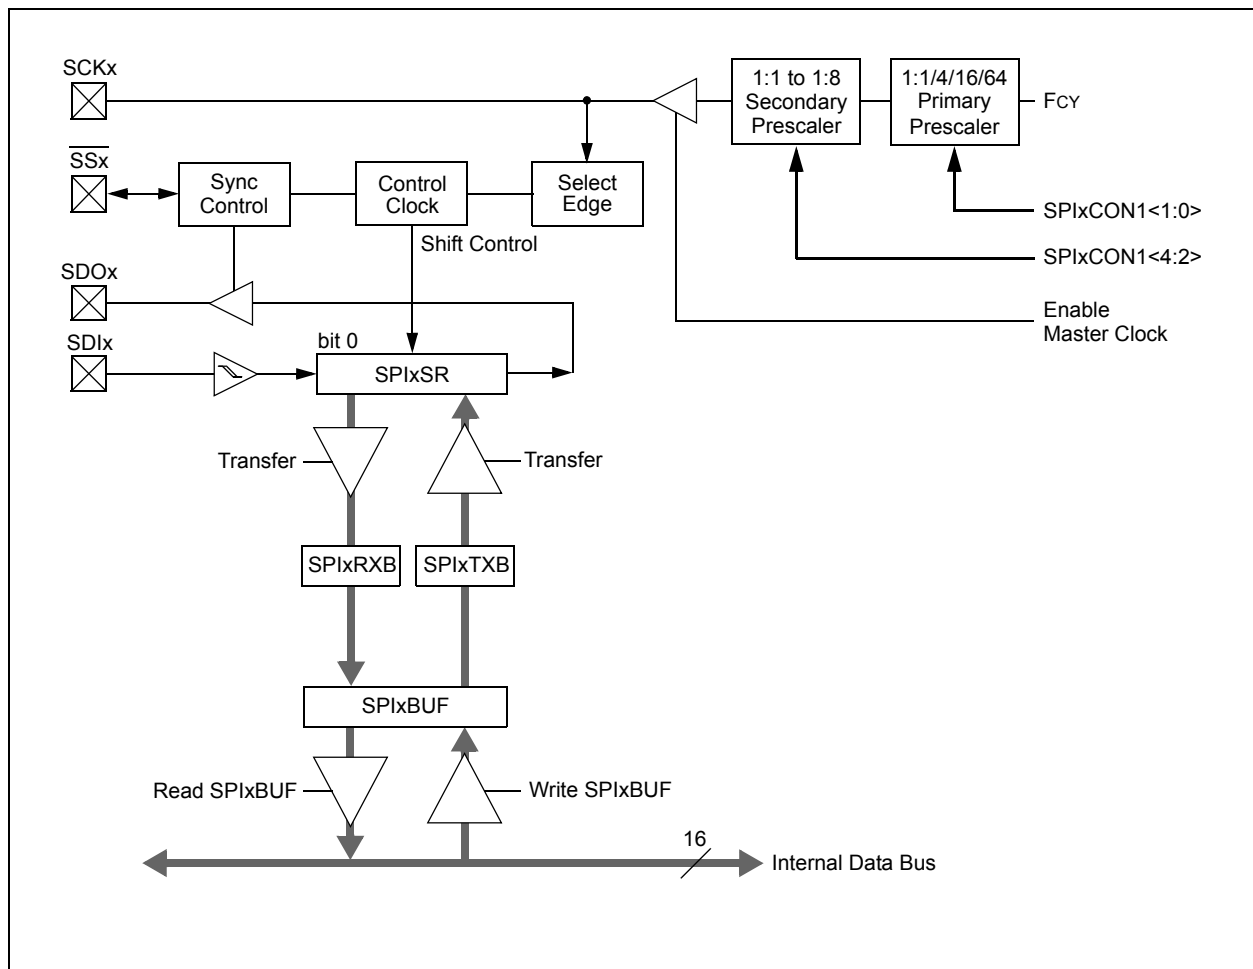 SCKx
1:1 to 1:8
Secondary
Prescaler
1:1/4/16/64
Primary
Prescaler
FCY
SSx
Sync
Control
Control
Clock
Select
Edge
SPIxCON1<1:0>
Shift Control
SPIxCON1<4:2>
SDOx
Enable
Master Clock
SDIx
bit 0
SPIxSR
Transfer
Transfer
SPIxRXB
SPIxTXB
SPIxBUF
Read SPIxBUF
Write SPIxBUF
16
Internal Data Bus